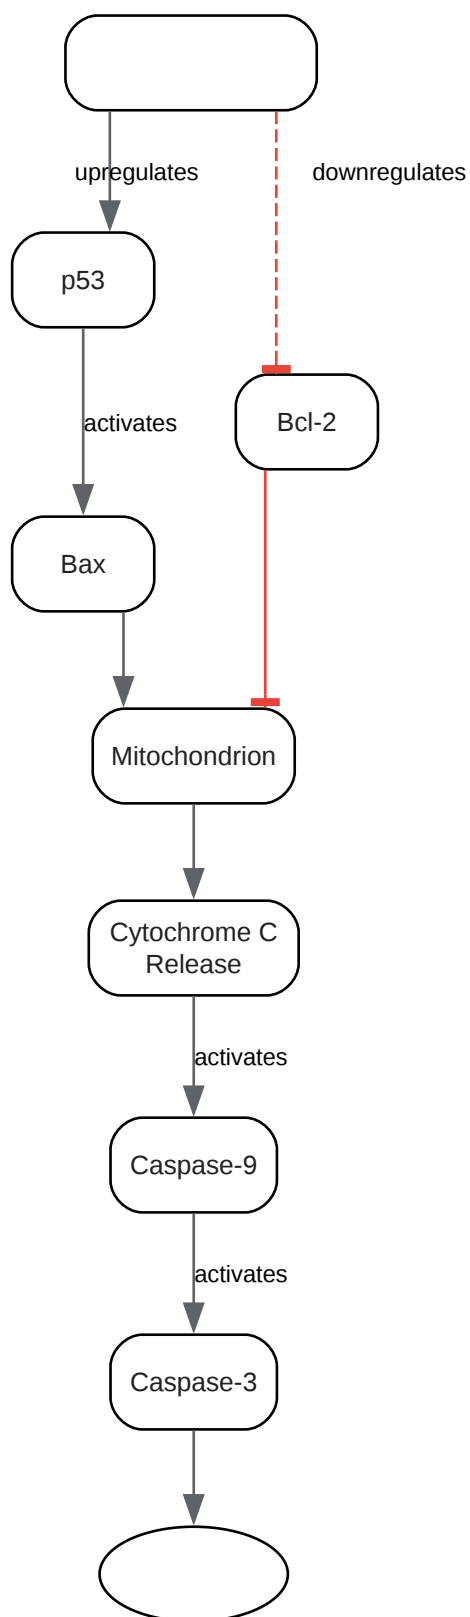 upregulates
downregulates
p53
activates
Bcl-2
Bax
Mitochondrion
Cytochrome C
Release
activates
Caspase-9
activates
Caspase-3